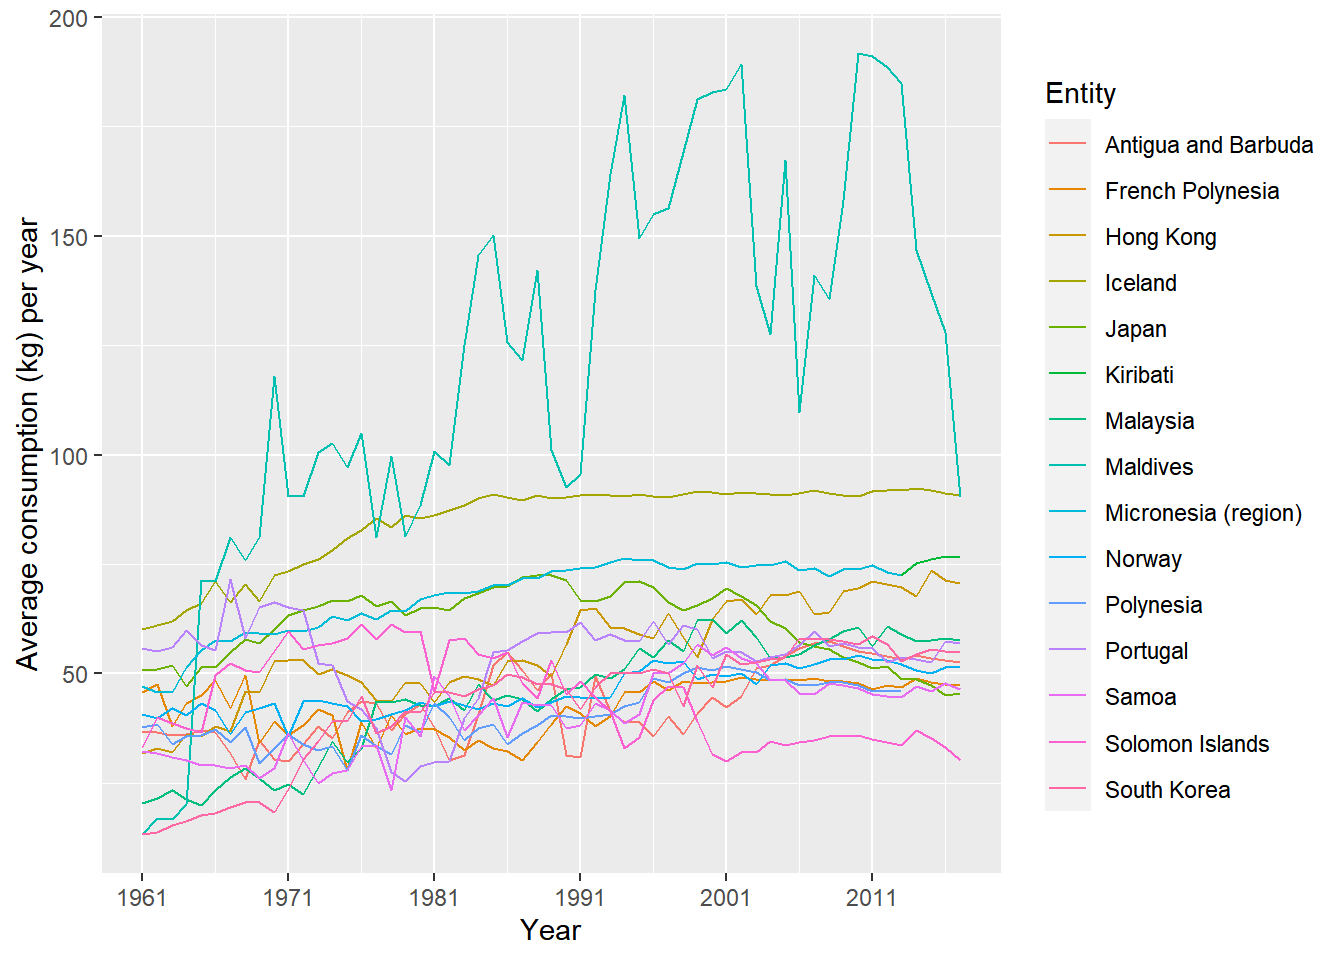 200
150
100
50
Average consumption (kg) per year
1961 1971 1981 1991 2001 2011
Year
Entity
Antigua and Barbuda
French Polynesia
Hong Kong
Iceland
Japan
Kiribati
Malaysia
Maldives
Micronesia (region)
Norway
Polynesia
Portugal
Samoa
Solomon Islands
South Korea